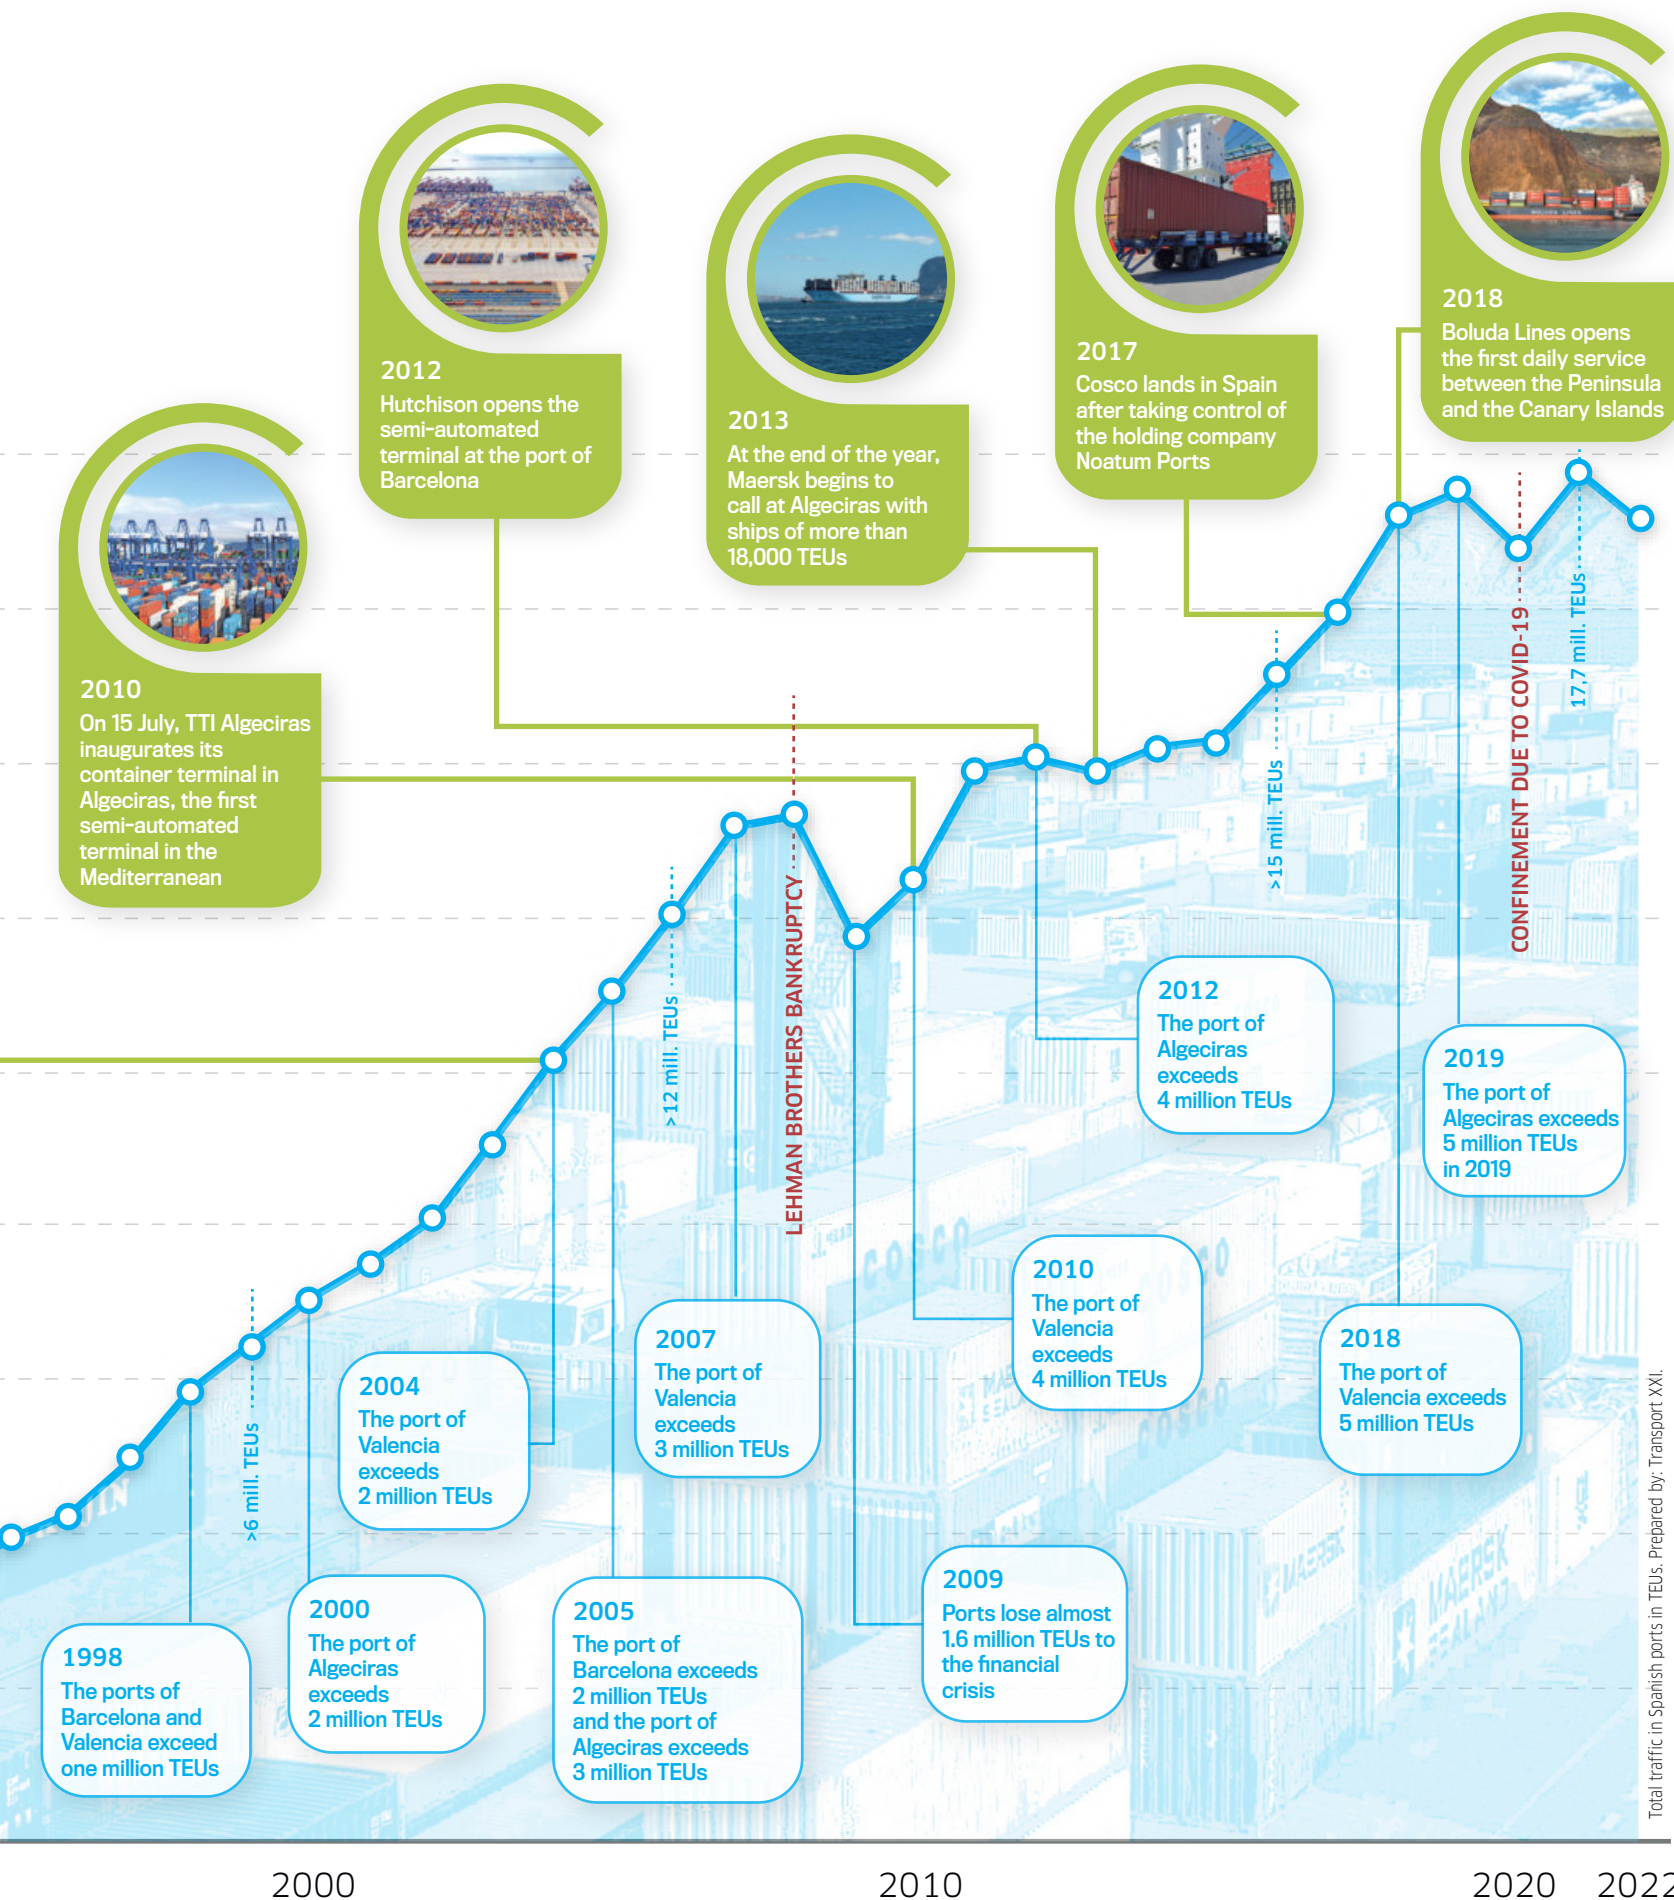 2010
On 15 July, TTI Algeciras
inaugurates its
container terminal in
Algeciras, the first
semi-automated
terminal in the
Mediterranean
2012
Hutchison opens the
semi-automated
terminal at the port of
Barcelona
2013
At the end of the year,
Maersk begins to
call at Algeciras with
ships of more than
18,000 TEUs
2017
Cosco lands in Spain
after taking control of
the holding company
Noatum Ports
2018
Boluda Lines opens
the first daily service
between the Peninsula
and the Canary Islands
>6 mill. TEUs
>12 mill. TEUs
LEHMAN BROTHERS BANKRUPTCY
>15 mill. TEUs
CONFINEMENT DUE TO COVID-19
17,7 mill. TEUs
1998
The ports of
Barcelona and
Valencia exceed
one million TEUs
2000
The port of
Algeciras
exceeds
2 million TEUs
2004
The port of
Valencia
exceeds
2 million TEUs
2005
The port of
Barcelona exceeds
2 million TEUs
and the port of
Algeciras exceeds
3 million TEUs
2007
The port of
Valencia
exceeds
3 million TEUs
2009
Ports lose almost
1.6 million TEUs to
the financial
crisis
2010
The port of
Valencia
exceeds
4 million TEUs
2012
The port of
Algeciras
exceeds
4 million TEUs
2018
The port of
Valencia exceeds
5 million TEUs
2019
The port of
Algeciras exceeds
5 million TEUs
in 2019
COSCO
COSCO
COSCO
MAERSK
MAERSK
SEALAND
Total traffic in Spanish ports in TEUs. Prepared by: Transport XXI.
2000
2010
2020
2022